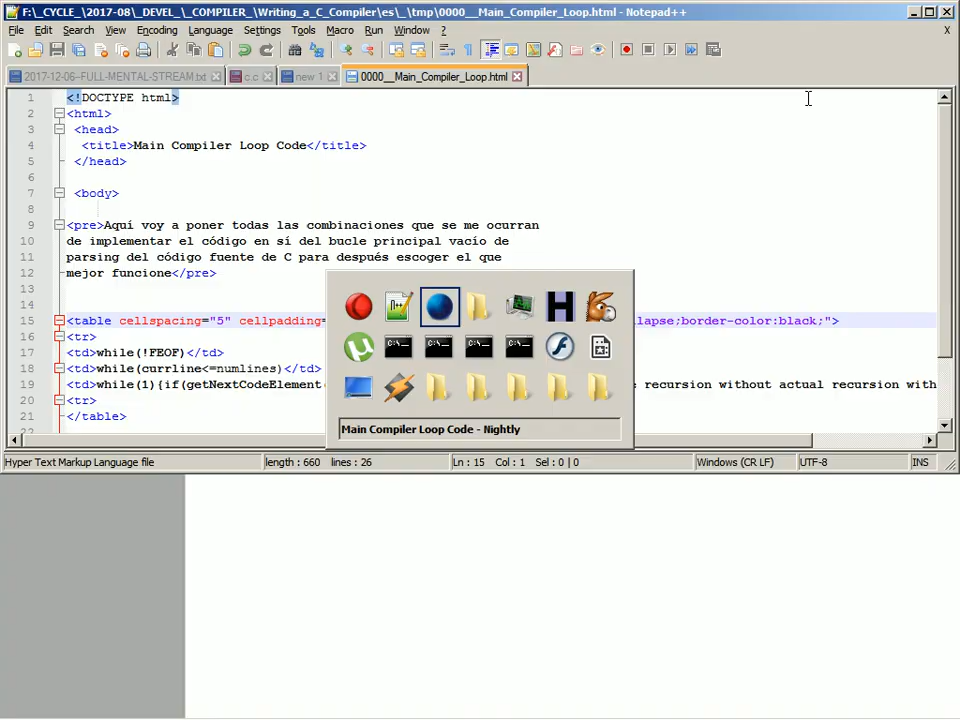 F:\_CYCLE_\2017-08\_DEVEL_\_COMPILER_\Writing_a_C_Compiler\es\_\tmp\0000__Main_Compiler_Loop.html - Notepad++
File Edit Search View Encoding Language Settings Tools Macro Run Window ? X
2017-12-06--FULL-MENTAL-STREAM.txt c.c new 1 0000__Main_Compiler_Loop.html
1 <!DOCTYPE html>
2 <html>
3 <head>
4 <title>Main Compiler Loop Code</title>
5 </head>
6
7 <body>
8
9 <pre>Aquí voy a poner todas las combinaciones que se me ocurran
10 de implementar el código en sí del bucle principal vacío de
11 parsing del código fuente de C para después escoger el que
12 mejor funcione</pre>
13
14
15 <table cellspacing="5" cellpadding= lapse;border-color:black;">
16 <tr>
17 <td>while(!FEOF)</td>
18 <td>while(currline<=numlines)</td>
19 <td>while(1){if(getNextCodeElement( recursion without actual recursion with
20 <tr>
21 </table>
22
C:\ C:\ C:\ C:\
Main Compiler Loop Code - Nightly
Hyper Text Markup Language file length : 660 lines : 26 Ln : 15 Col : 1 Sel : 0 | 0 Windows (CR LF) UTF-8 INS